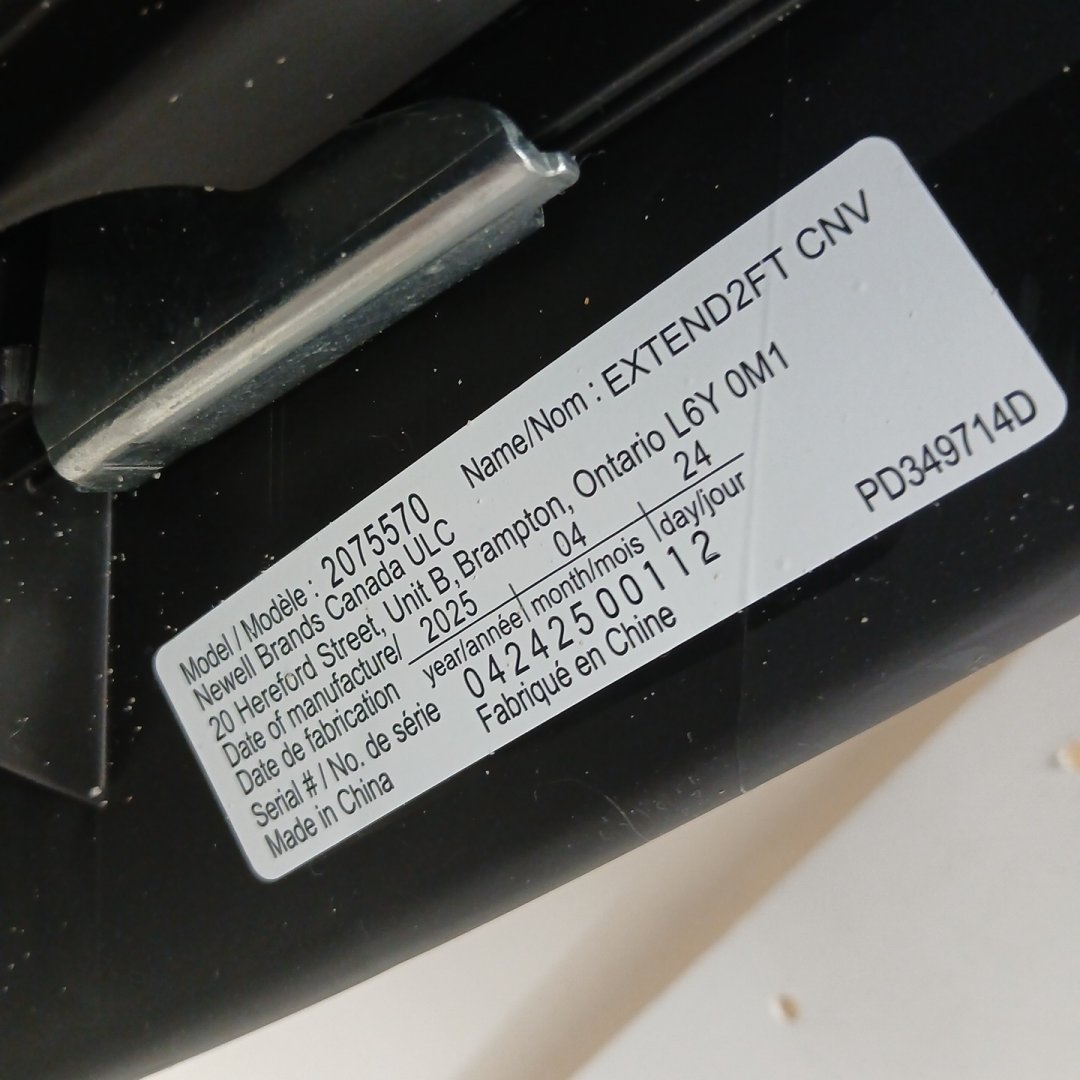 Model / Modèle : 2075570 Name/Nom : EXTEND2FT CNV
Newell Brands Canada ULC
20 Hereford Street, Unit B, Brampton, Ontario L6Y 0M1
Date of manufacture/ 2025 04 24
Date de fabrication year/année month/mois day/jour
Serial # / No. de série 0424250 0112
Made in China Fabriqué en Chine
PD349714D